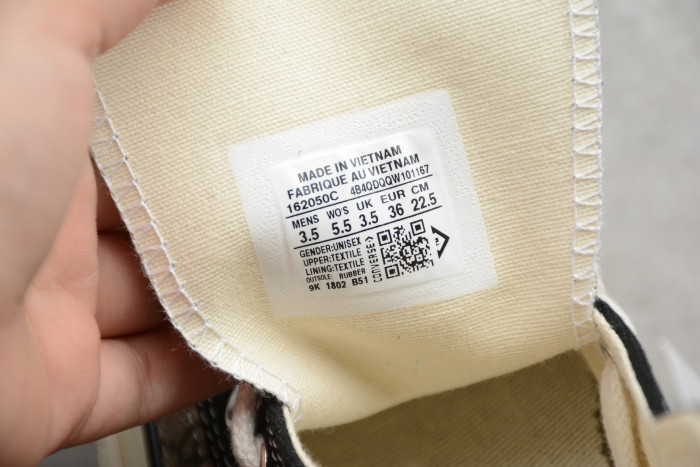 MADE IN VIETNAM
FABRIQUE AU VIETNAM
162050C 4B4QDQQW101167
MENS WO'S UK EUR CM
3.5 5.5 3.5 36 22.5
GENDER:UNISEX
UPPER:TEXTILE
LINING:TEXTILE
OUTSOLE: RUBBER
9K 1802 B51
CONVERSE>